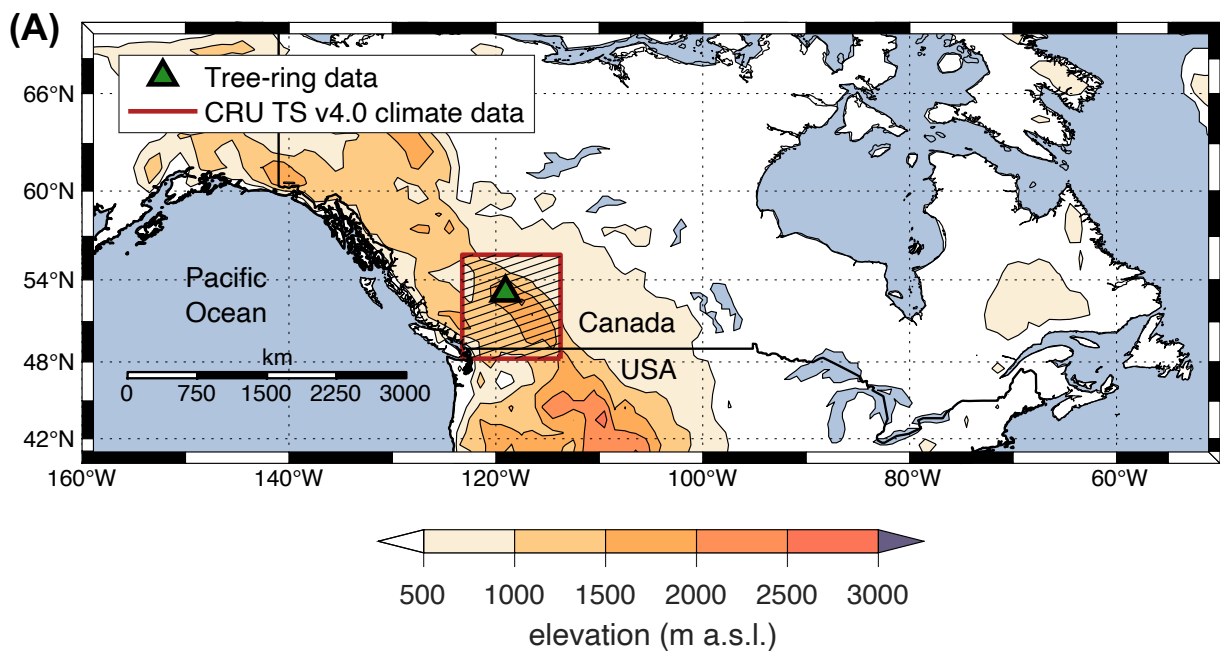 (A)
Tree-ring data
CRU TS v4.0 climate data
66°N
60°N
54°N
48°N
42°N
Pacific
Ocean
Canada
USA
km
0 750 1500 2250 3000
160°W 140°W 120°W 100°W 80°W 60°W
500 1000 1500 2000 2500 3000
elevation (m a.s.l.)